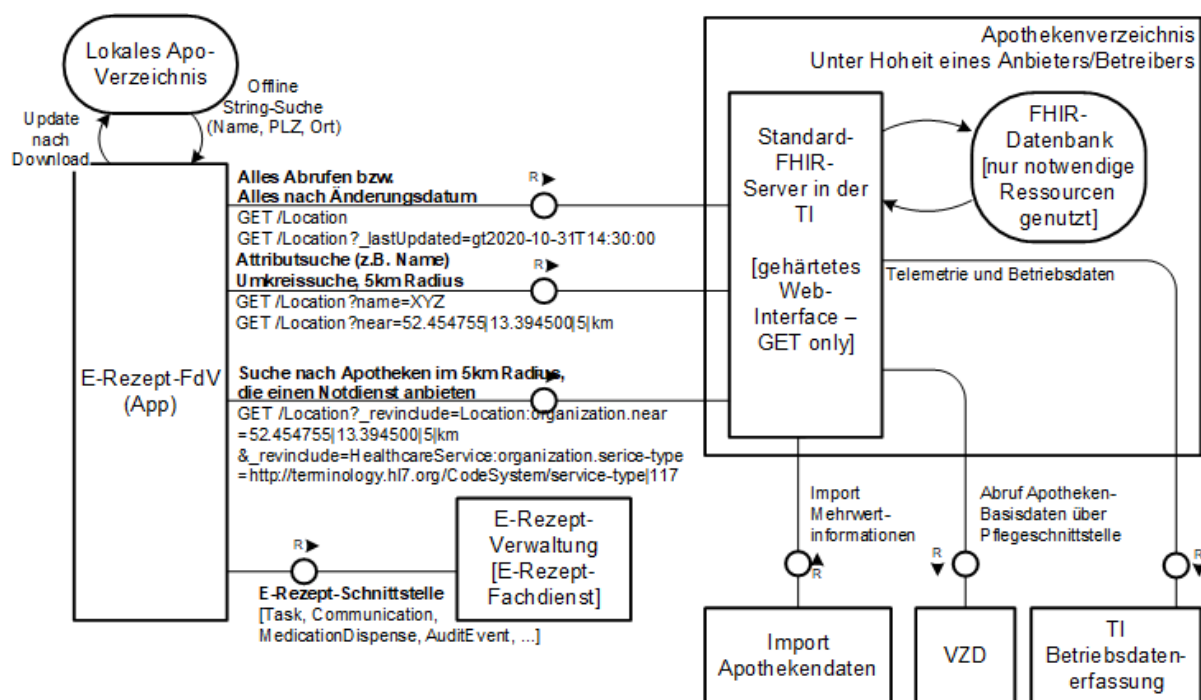 Lokales Apo-
Verzeichnis
Update
nach
Download
Offline
String-Suche
(Name, PLZ, Ort)
E-Rezept-FdV
(App)
Alles Abrufen bzw.
Alles nach Änderungsdatum
GET /Location
GET /Location?_lastUpdated=gt2020-10-31T14:30:00
R
Attributsuche (z.B. Name)
Umkreissuche, 5km Radius
GET /Location?name=XYZ
GET /Location?near=52.454755|13.394500|5|km
R
Suche nach Apotheken im 5km Radius,
die einen Notdienst anbieten
GET /Location?_revinclude=Location:organization.near
=52.454755|13.394500|5|km
&_revinclude=HealthcareService:organization.serice-type
=http://terminology.hl7.org/CodeSystem/service-type|117
R
E-Rezept-Schnittstelle
[Task, Communication,
MedicationDispense, AuditEvent, ...]
E-Rezept-
Verwaltung
[E-Rezept-
Fachdienst]
Apothekenverzeichnis
Unter Hoheit eines Anbieters/Betreibers
Standard-
FHIR-
Server in der
TI
[gehärtetes
Web-
Interface –
GET only]
FHIR-
Datenbank
[nur notwendige
Ressourcen
genutzt]
Telemetrie und Betriebsdaten
Import
Mehrwert-
informationen
R
Abruf Apotheken-
Basisdaten über
Pflegeschnittstelle
R
R
Import
Apothekendaten
VZD
TI
Betriebsdaten-
erfassung